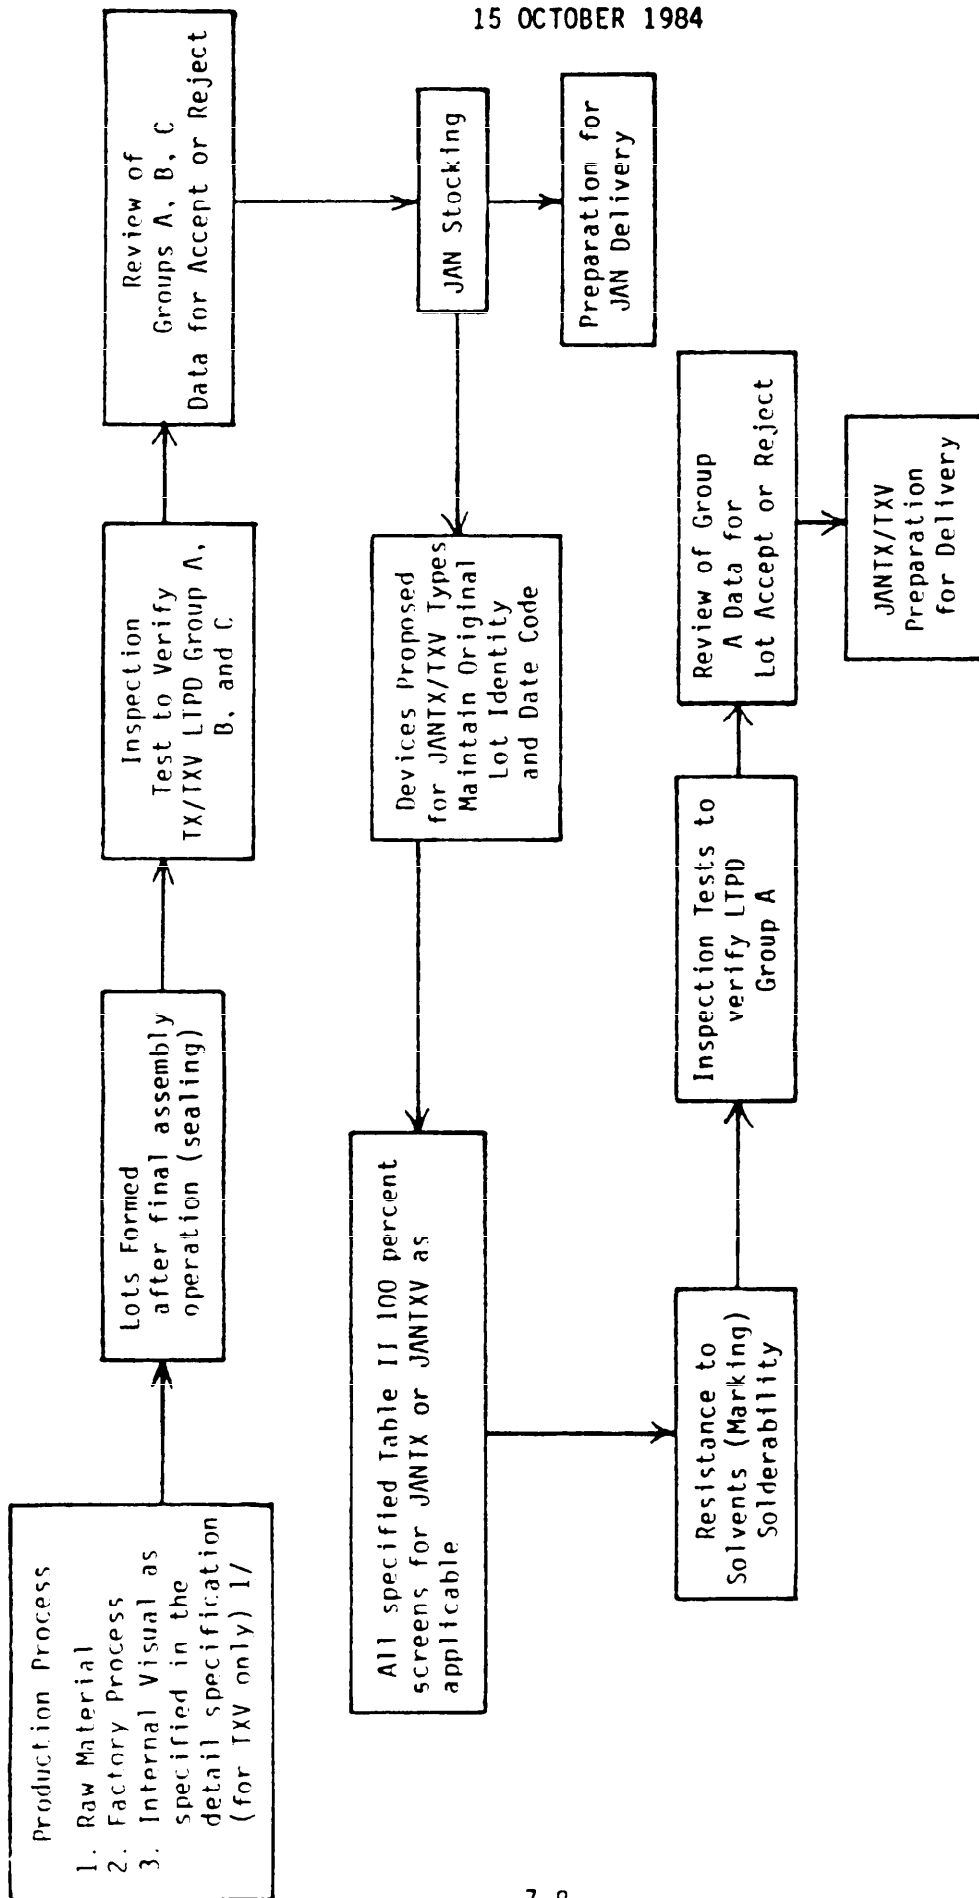 15 OCTOBER 1984
Production Process
1. Raw Material
2. Factory Process
3. Internal Visual as
specified in the
detail specification
(for TXV only) 1/
Lots Formed
after final assembly
operation (sealing)
Inspection
Test to Verify
TX/TXV LTPD Group A,
B, and C
Review of
Groups A, B, C
Data for Accept or Reject
JAN Stocking
Preparation for
JAN Delivery
Devices Proposed
for JANTX/TXV Types
Maintain Original
Lot Identity
and Date Code
All specified Table II 100 percent
screens for JANTX or JANTXV as
applicable
Resistance to
Solvents (Marking)
Solderability
Inspection Tests to
verify LTPD
Group A
Review of Group
A Data for
Lot Accept or Reject
JANTX/TXV
Preparation
for Delivery